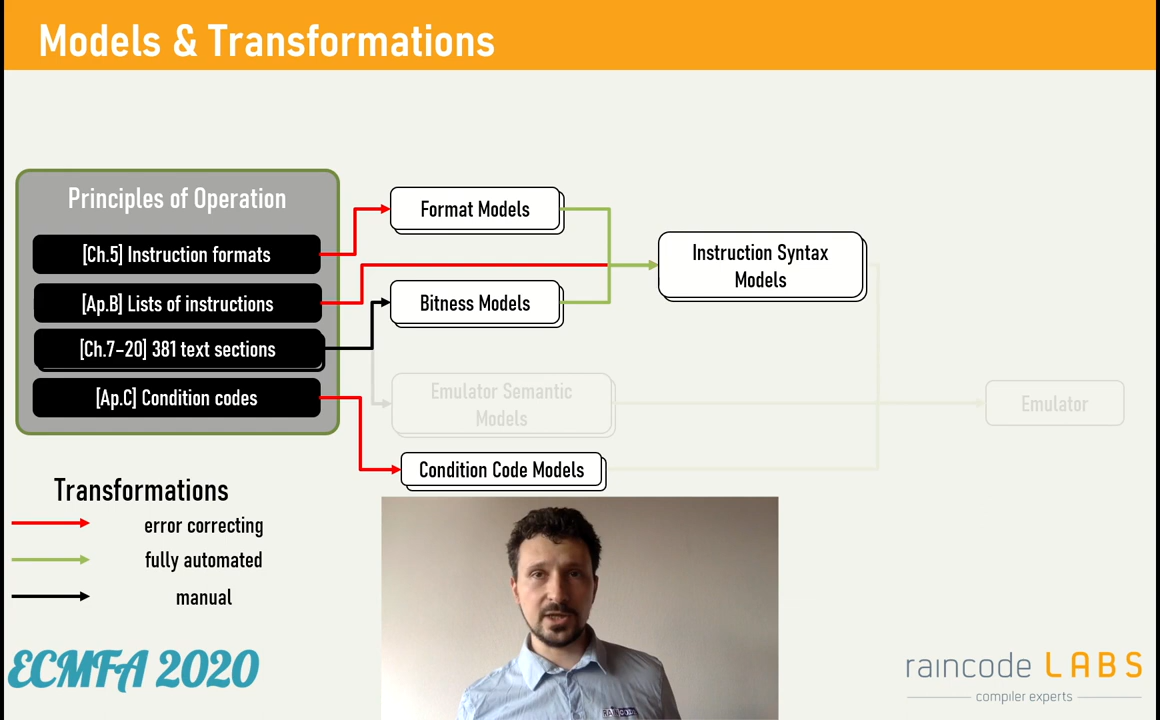 Models & Transformations
Principles of Operation
[Ch.5] Instruction formats
[Ap.B] Lists of instructions
[Ch.7-20] 381 text sections
[Ap.C] Condition codes
Format Models
Bitness Models
Emulator Semantic
Models
Condition Code Models
Instruction Syntax
Models
Emulator
Transformations
error correcting
fully automated
manual
ECMFA 2020
raincode LABS
compiler experts